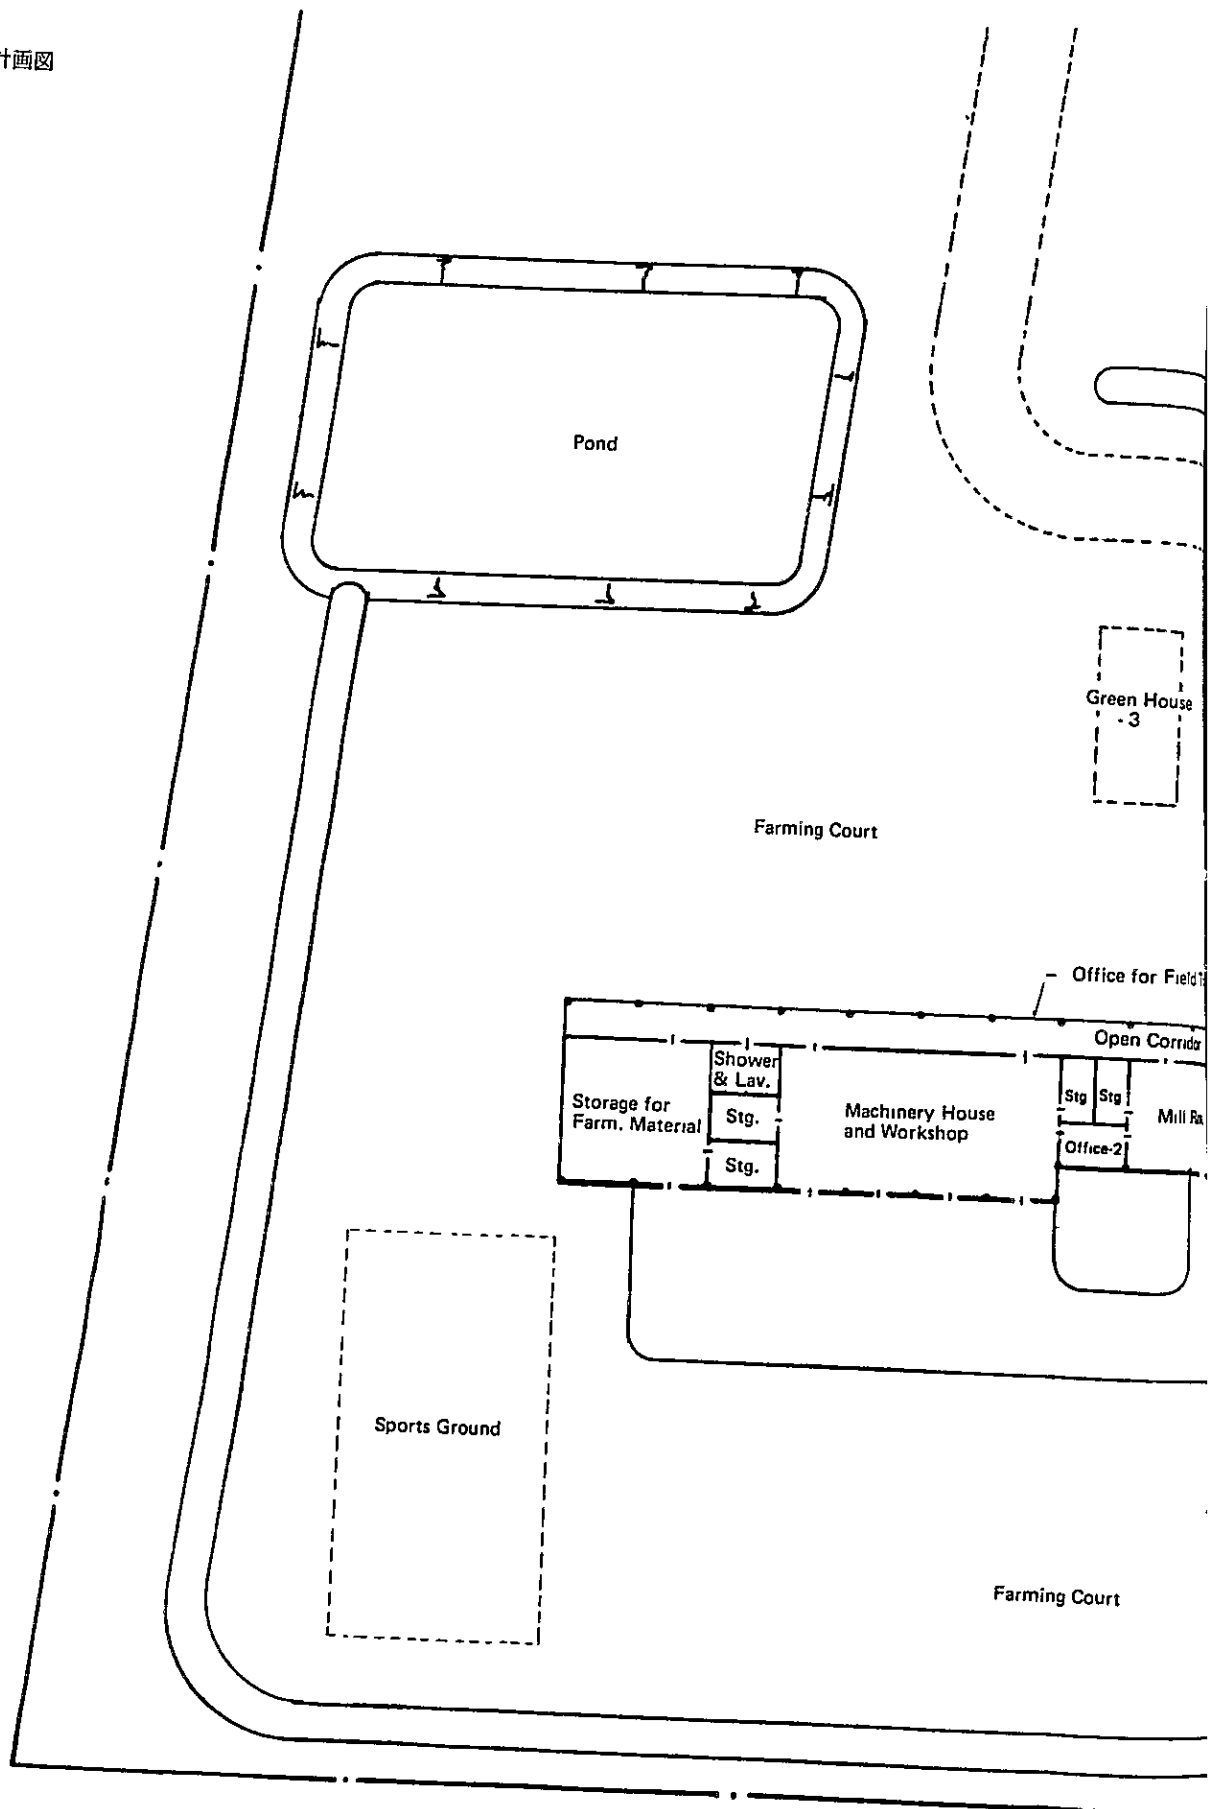 計画図
Pond
Green House
- 3
Farming Court
Office for Field
Open Corridor
Shower
& Lav.
Storage for
Farm. Material
Stg.
Stg.
Machinery House
and Workshop
Stg
Stg
Office-2
Mill
Sports Ground
Farming Court